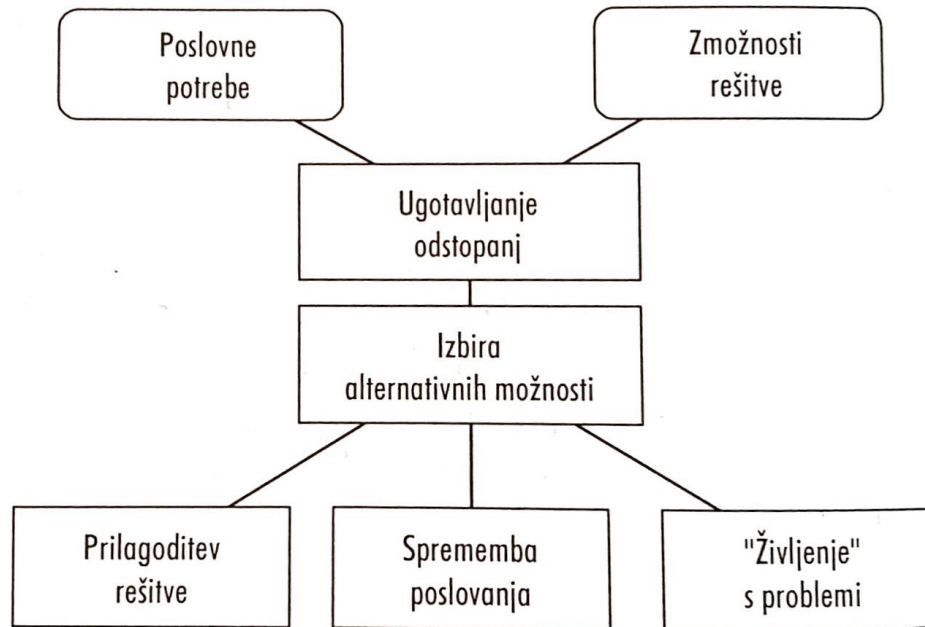 Poslovne
potrebe
Zmožnosti
rešitve
Ugotavljanje
odstopanj
Izbira
alternativnih možnosti
Prilagoditev
rešitve
Sprememba
poslovanja
"Življenje"
s problemi